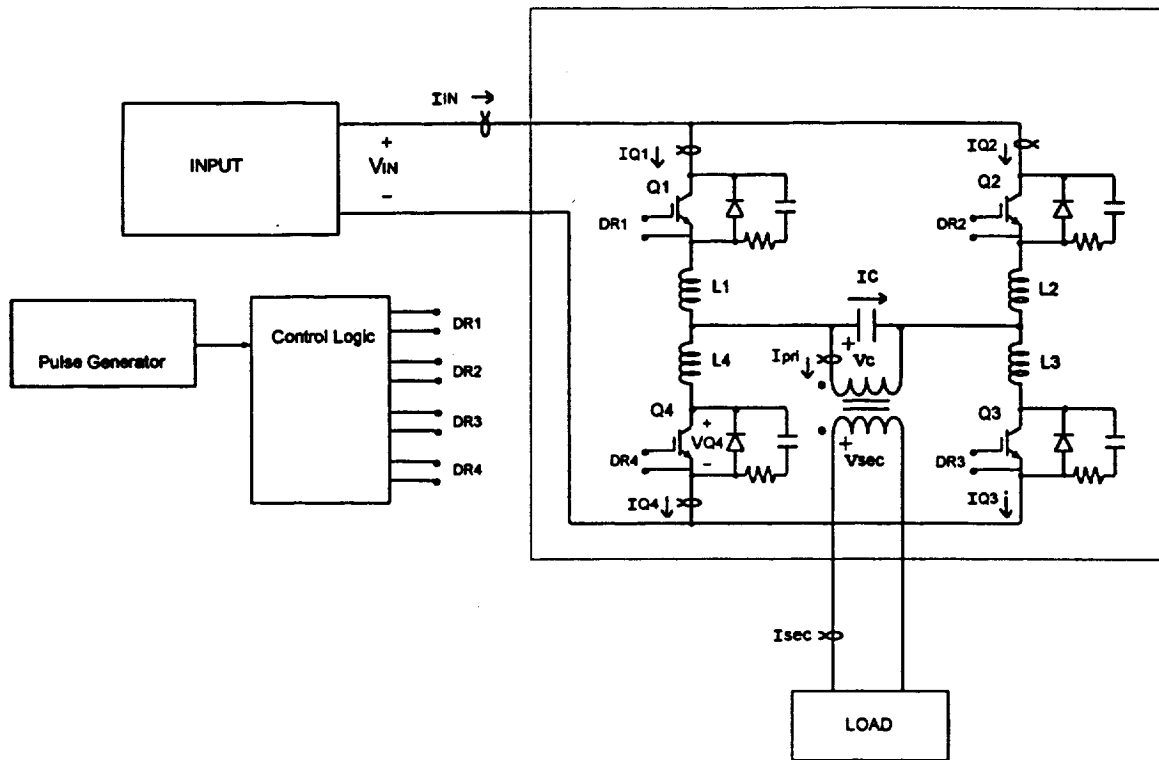 IIN →
INPUT
+
VIN
−
IQ1
Q1
DR1
IQ2
Q2
DR2
L1
IC
L2
Pulse Generator
Control Logic
DR1
DR2
DR3
DR4
L4
Ipri
+
Vc
L3
Q4
+
VQ4
−
DR4
+
Vsec
Q3
DR3
IQ4
IQ3
Isec
LOAD